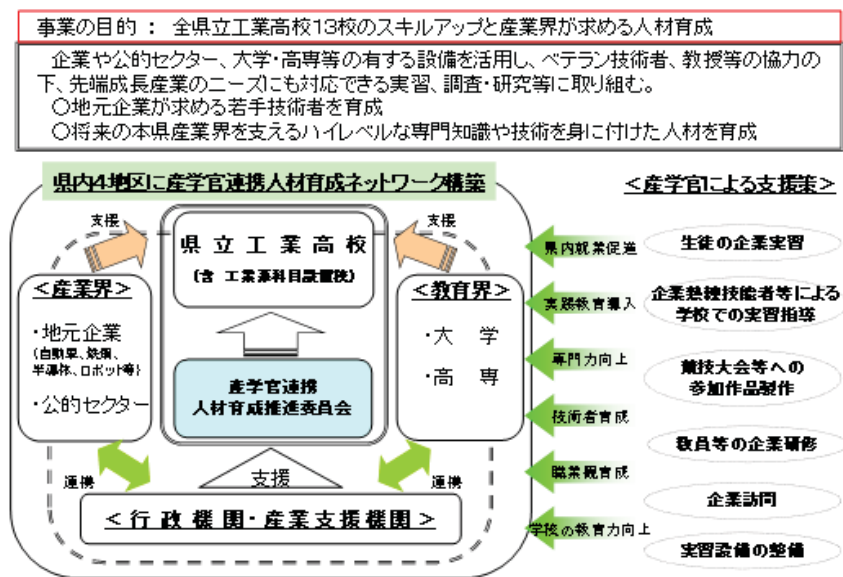 事業の目的 : 全県立工業高校13校のスキルアップと産業界が求める人材育成
企業や公的セクター、大学・高専等の有する設備を活用し、ベテラン技術者、教授等の協力の
下、先端成長産業のニーズにも対応できる実習、調査・研究等に取り組む。
○地元企業が求める若手技術者を育成
○将来の本県産業界を支えるハイレベルな専門知識や技術を身に付けた人材を育成
県内4地区に産学官連携人材育成ネットワーク構築
支援
県立工業高校
(含 工業系科目設置校)
支援
<産業界>
・地元企業
(自動車、鉄鋼、
半導体、ロボット等)
・公的セクター
<教育界>
・大 学
・高 専
産学官連携
人材育成推進委員会
連携
支援
連携
<行政機関・産業支援機関>
<産学官による支援策>
県内就業促進
実践教育導入
専門力向上
技術者育成
職業観育成
学校の教育力向上
生徒の企業実習
企業熟練技能者等による
学校での実習指導
競技大会等への
参加作品製作
教員等の企業研修
企業訪問
実習設備の整備